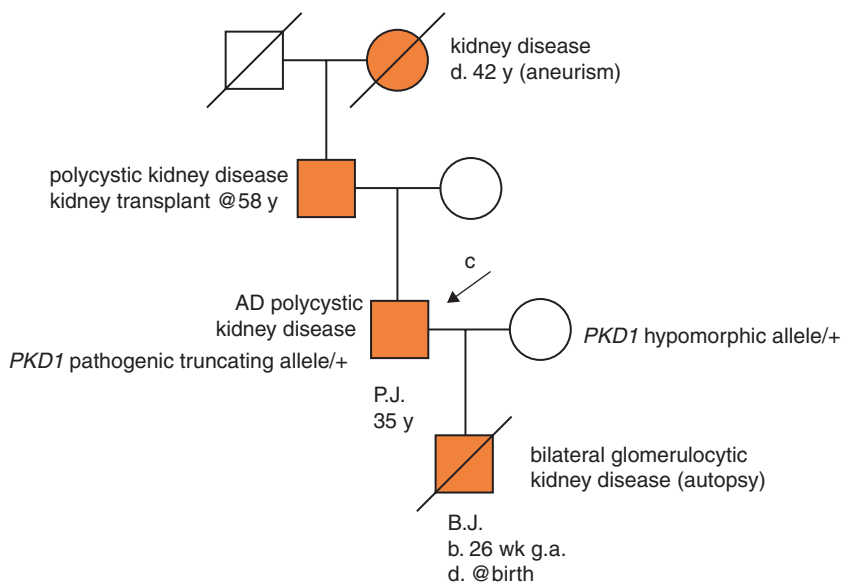 kidney disease
d. 42 y (aneurism)
polycystic kidney disease
kidney transplant @58 y
c
AD polycystic
kidney disease
PKD1 pathogenic truncating allele/+
PKD1 hypomorphic allele/+
P.J.
35 y
bilateral glomerulocytic
kidney disease (autopsy)
B.J.
b. 26 wk g.a.
d. @birth